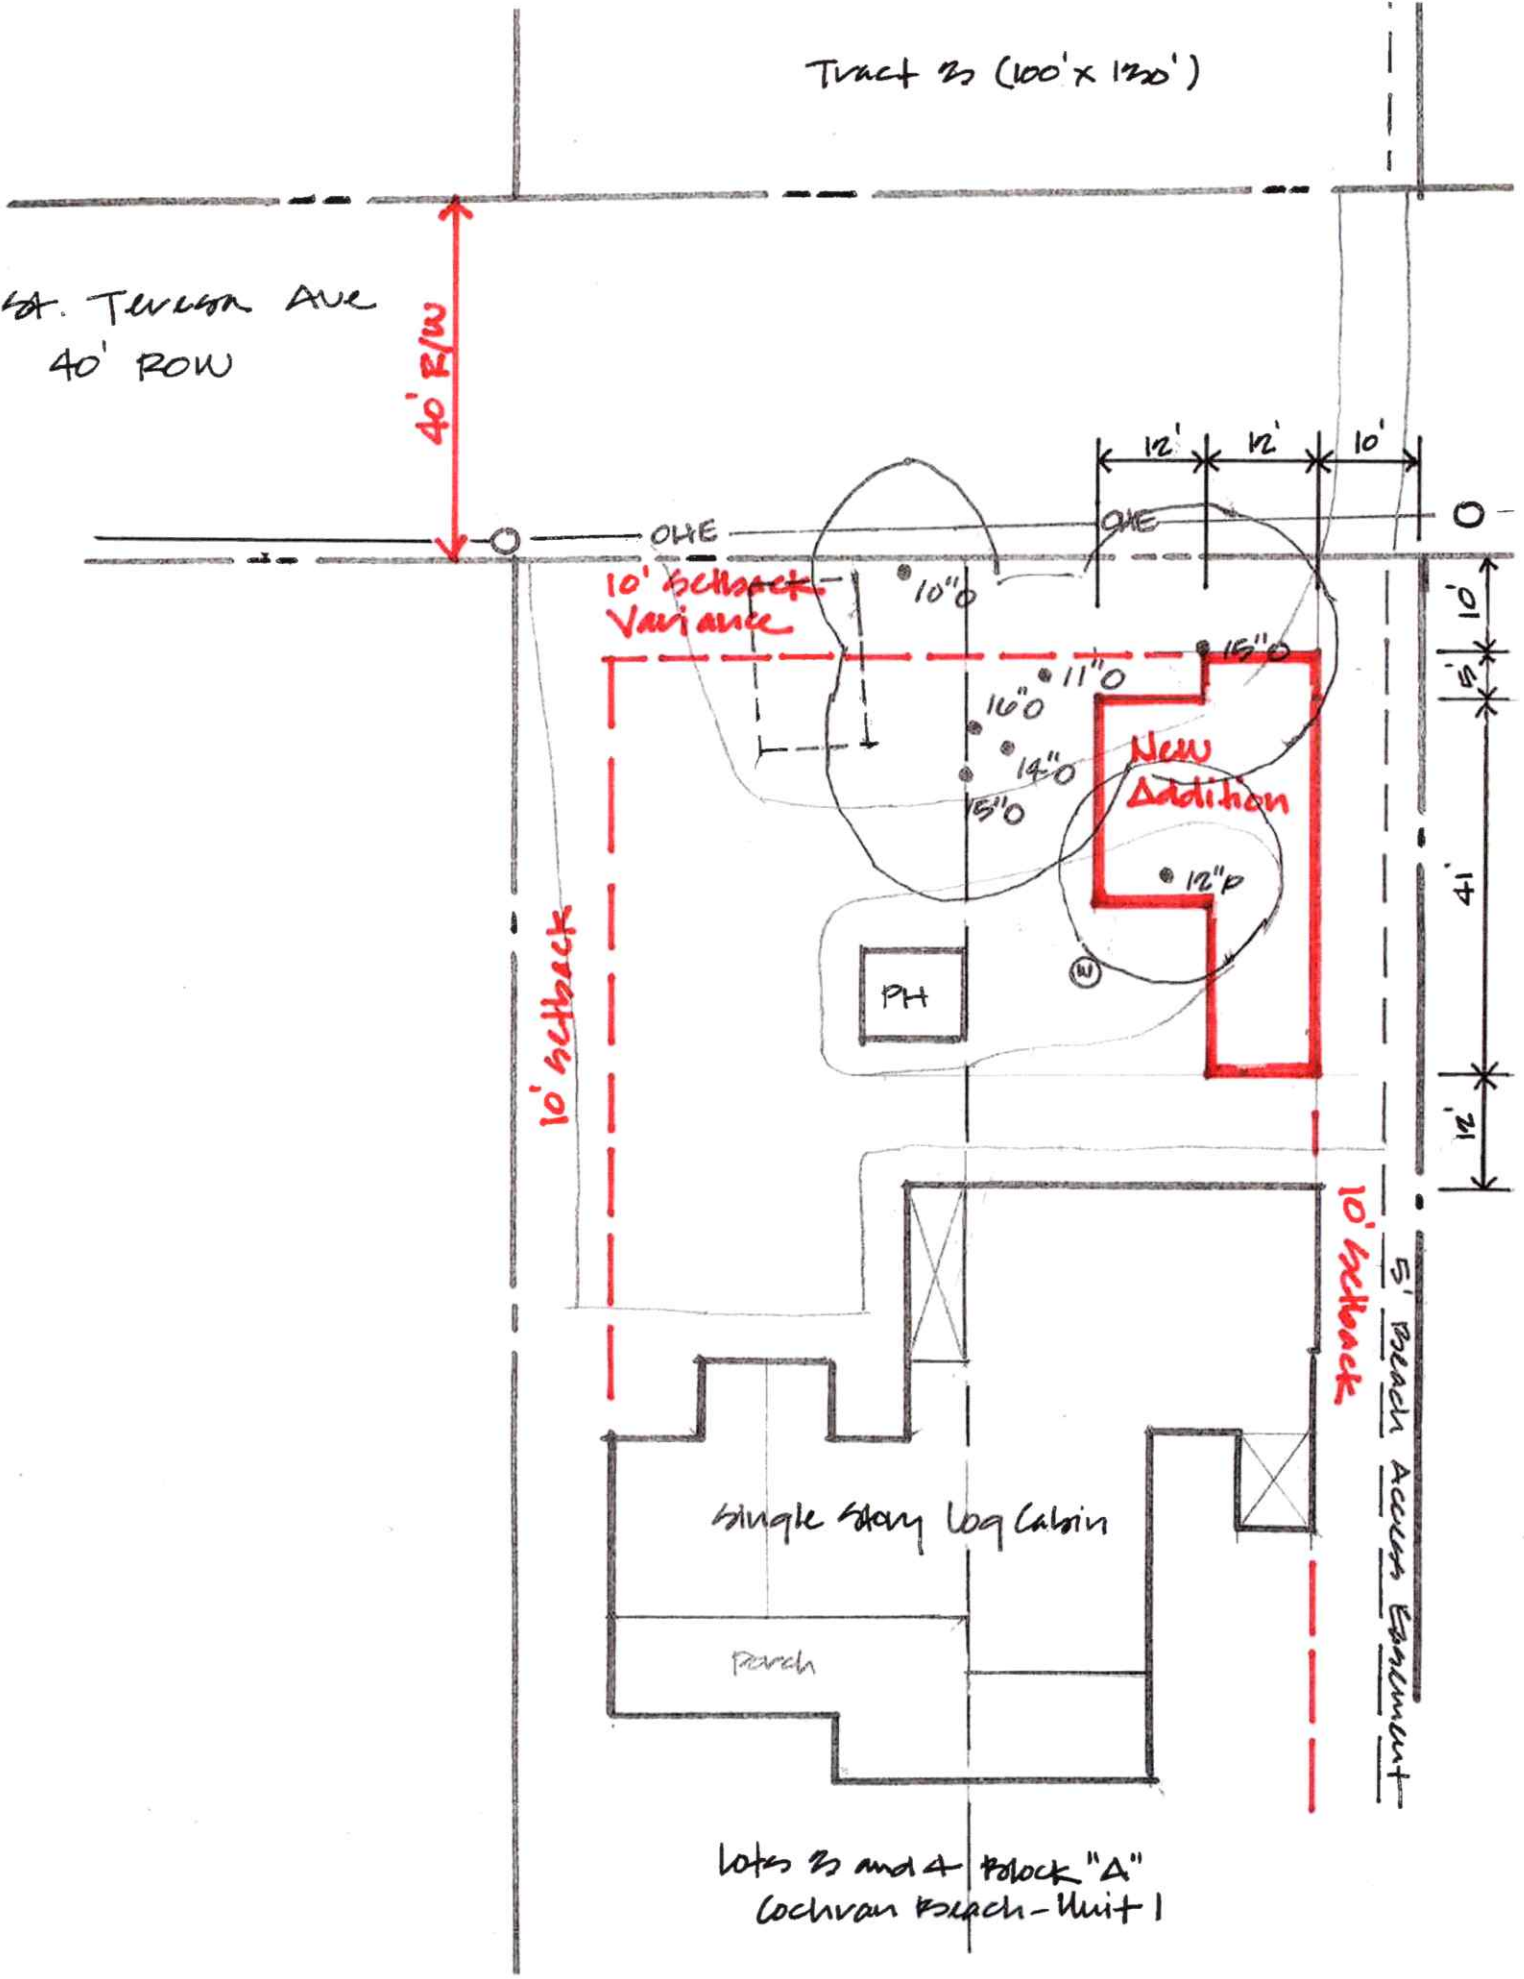 Tract 3 (100' x 130')
St. Teresa Ave
40' ROW
40' R/W
12'
12'
10'
OHE
OHE
10' setback
Variance
10"O
10'
15"O
5'
11"O
16"O
14"O
15"O
New
Addition
12"P
41'
10' setback
W
PH
12'
10' setback
5' Beach Access Easement
Single Story Log Cabin
Porch
Lots 3 and 4 Block "A"
Cochran Beach - Unit 1